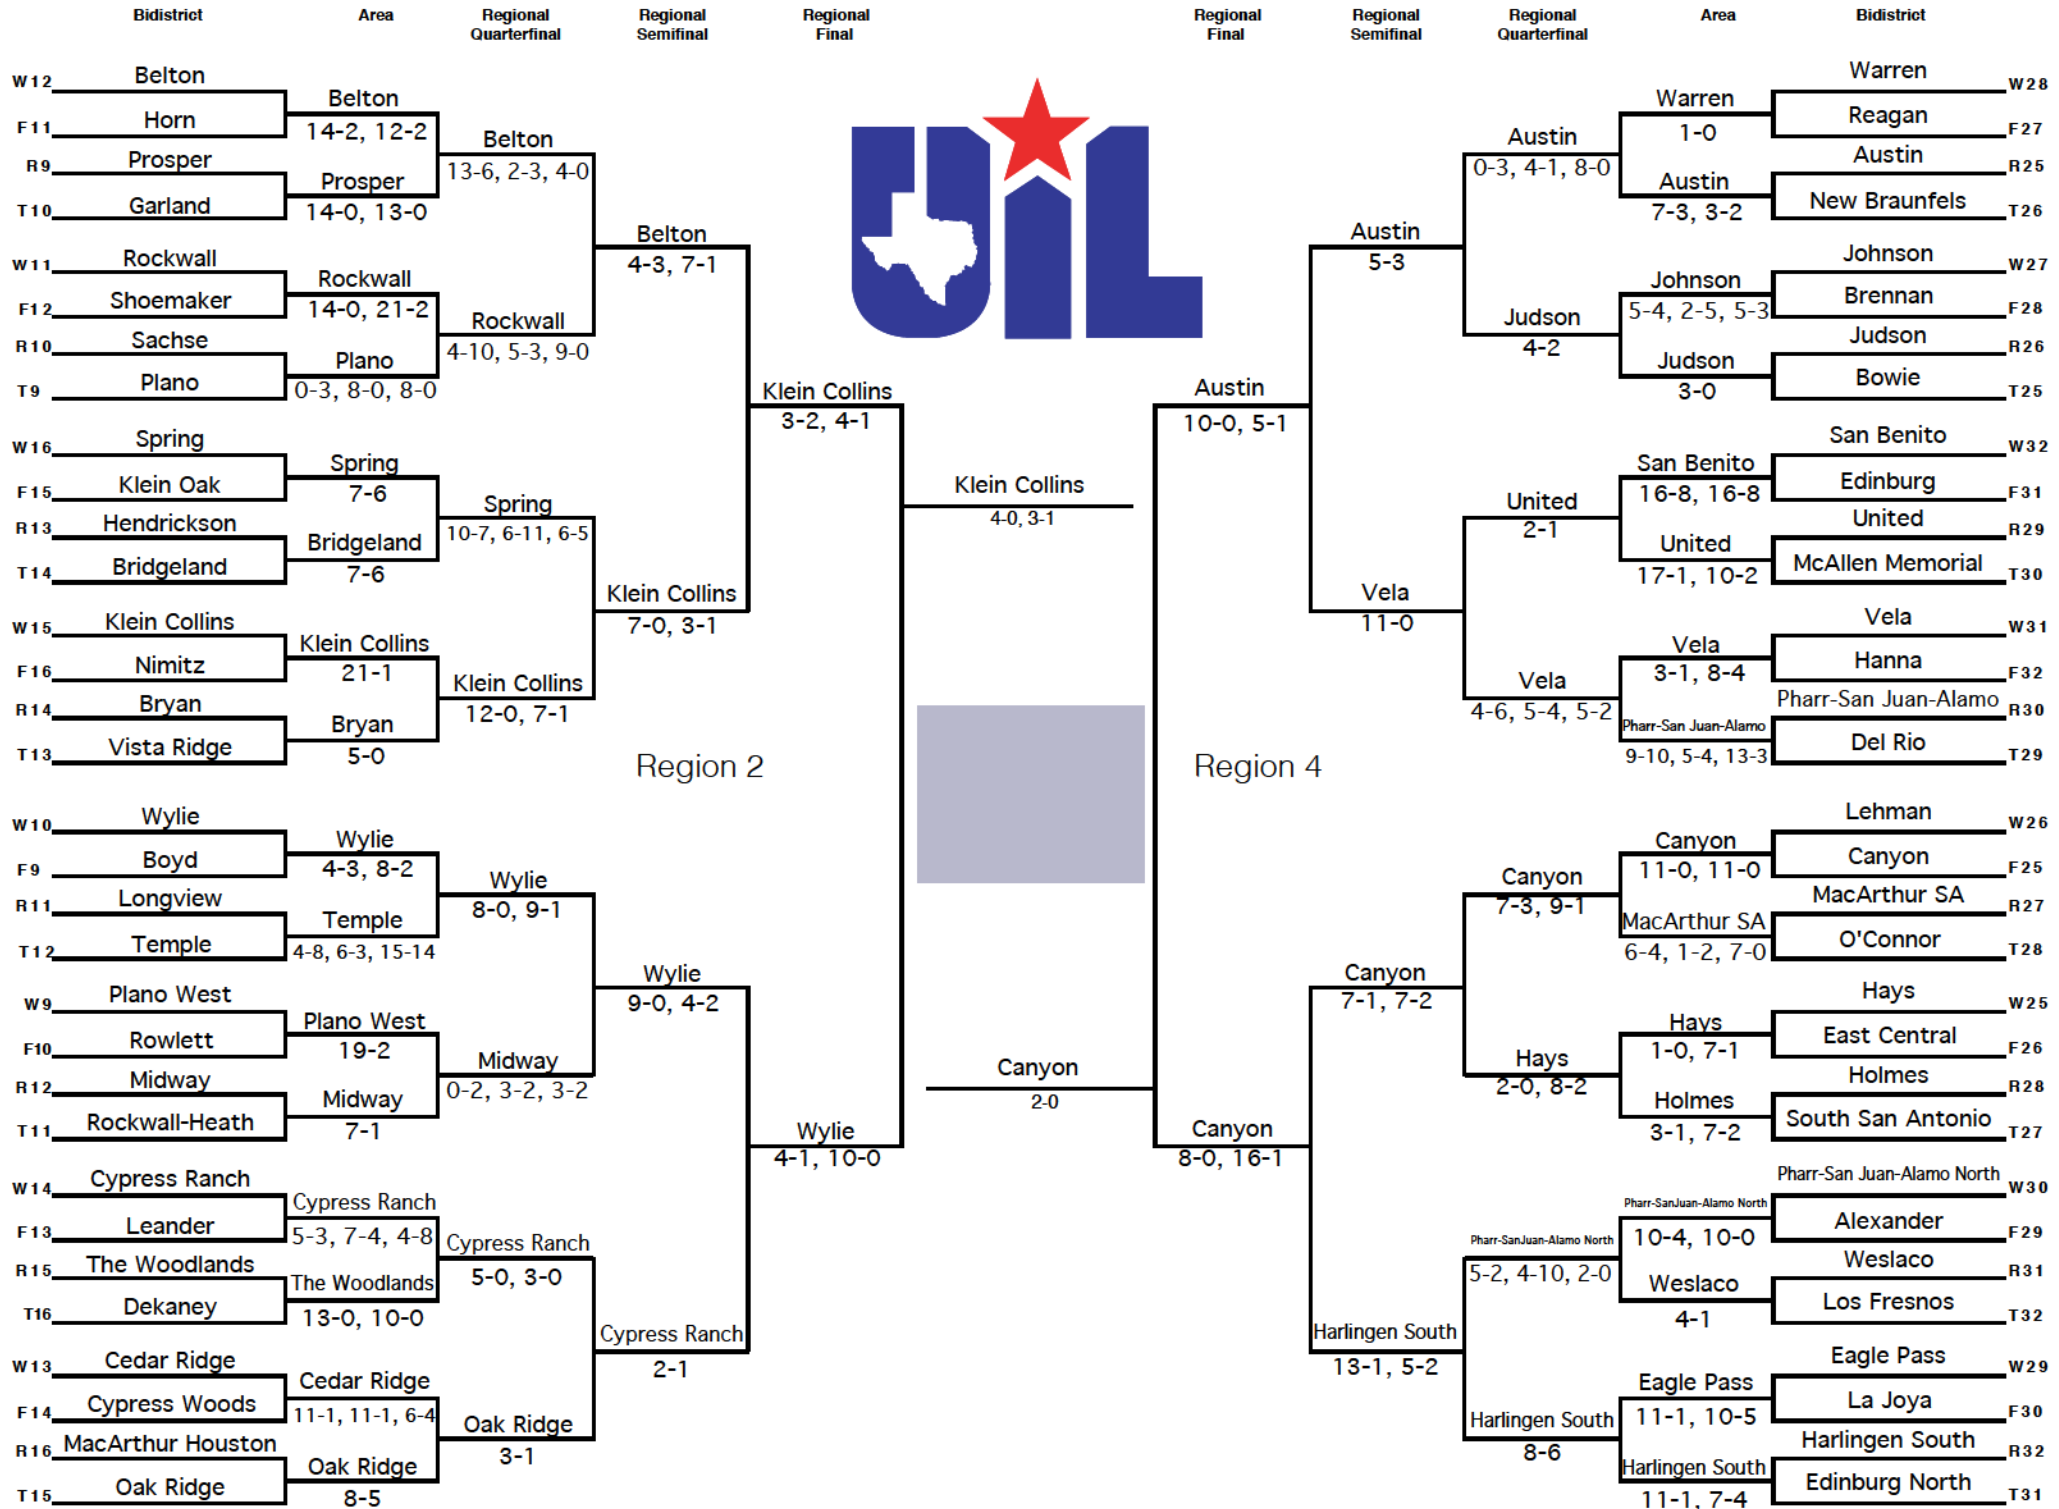 Bidistrict
Area
Regional
Quarterfinal
Regional
Semifinal
Regional
Final
Regional
Final
Regional
Semifinal
Regional
Quarterfinal
Area
Bidistrict
W12 Belton
F11 Horn
R9 Prosper
T10 Garland
W11 Rockwall
F12 Shoemaker
R10 Sachse
T9 Plano
W16 Spring
F15 Klein Oak
R13 Hendrickson
T14 Bridgeland
W15 Klein Collins
F16 Nimitz
R14 Bryan
T13 Vista Ridge
W10 Wylie
F9 Boyd
R11 Longview
T12 Temple
W9 Plano West
F10 Rowlett
R12 Midway
T11 Rockwall-Heath
W14 Cypress Ranch
F13 Leander
R15 The Woodlands
T16 Dekaney
W13 Cedar Ridge
F14 Cypress Woods
R16 MacArthur Houston
T15 Oak Ridge
Belton
14-2, 12-2
Prosper
14-0, 13-0
Rockwall
14-0, 21-2
Plano
0-3, 8-0, 8-0
Spring
7-6
Bridgeland
7-6
Klein Collins
21-1
Bryan
5-0
Wylie
4-3, 8-2
Temple
4-8, 6-3, 15-14
Plano West
19-2
Midway
7-1
Cypress Ranch
5-3, 7-4, 4-8
The Woodlands
13-0, 10-0
Cedar Ridge
11-1, 11-1, 6-4
Oak Ridge
8-5
Belton
13-6, 2-3, 4-0
Rockwall
4-10, 5-3, 9-0
Spring
10-7, 6-11, 6-5
Klein Collins
12-0, 7-1
Wylie
8-0, 9-1
Midway
0-2, 3-2, 3-2
Cypress Ranch
5-0, 3-0
Oak Ridge
3-1
Belton
4-3, 7-1
Klein Collins
7-0, 3-1
Region 2
Wylie
9-0, 4-2
Cypress Ranch
2-1
Klein Collins
3-2, 4-1
Wylie
4-1, 10-0
UIL
Klein Collins
4-0, 3-1
Canyon
2-0
Austin
10-0, 5-1
Canyon
8-0, 16-1
Austin
5-3
Vela
11-0
Region 4
Canyon
7-1, 7-2
Harlingen South
13-1, 5-2
Austin
0-3, 4-1, 8-0
Judson
4-2
United
2-1
Vela
4-6, 5-4, 5-2
Canyon
7-3, 9-1
Hays
2-0, 8-2
Pharr-SanJuan-Alamo North
5-2, 4-10, 2-0
Harlingen South
8-6
Warren
1-0
Austin
7-3, 3-2
Johnson
5-4, 2-5, 5-3
Judson
3-0
San Benito
16-8, 16-8
United
17-1, 10-2
Vela
3-1, 8-4
Pharr-San Juan-Alamo
9-10, 5-4, 13-3
Canyon
11-0, 11-0
MacArthur SA
6-4, 1-2, 7-0
Hays
1-0, 7-1
Holmes
3-1, 7-2
Pharr-SanJuan-Alamo North
10-4, 10-0
Weslaco
4-1
Eagle Pass
11-1, 10-5
Harlingen South
11-1, 7-4
Warren W28
Reagan F27
Austin R25
New Braunfels T26
Johnson W27
Brennan F28
Judson R26
Bowie T25
San Benito W32
Edinburg F31
United R29
McAllen Memorial T30
Vela W31
Hanna F32
Pharr-San Juan-Alamo R30
Del Rio T29
Lehman W26
Canyon F25
MacArthur SA R27
O'Connor T28
Hays W25
East Central F26
Holmes R28
South San Antonio T27
Pharr-San Juan-Alamo North W30
Alexander F29
Weslaco R31
Los Fresnos T32
Eagle Pass W29
La Joya F30
Harlingen South R32
Edinburg North T31